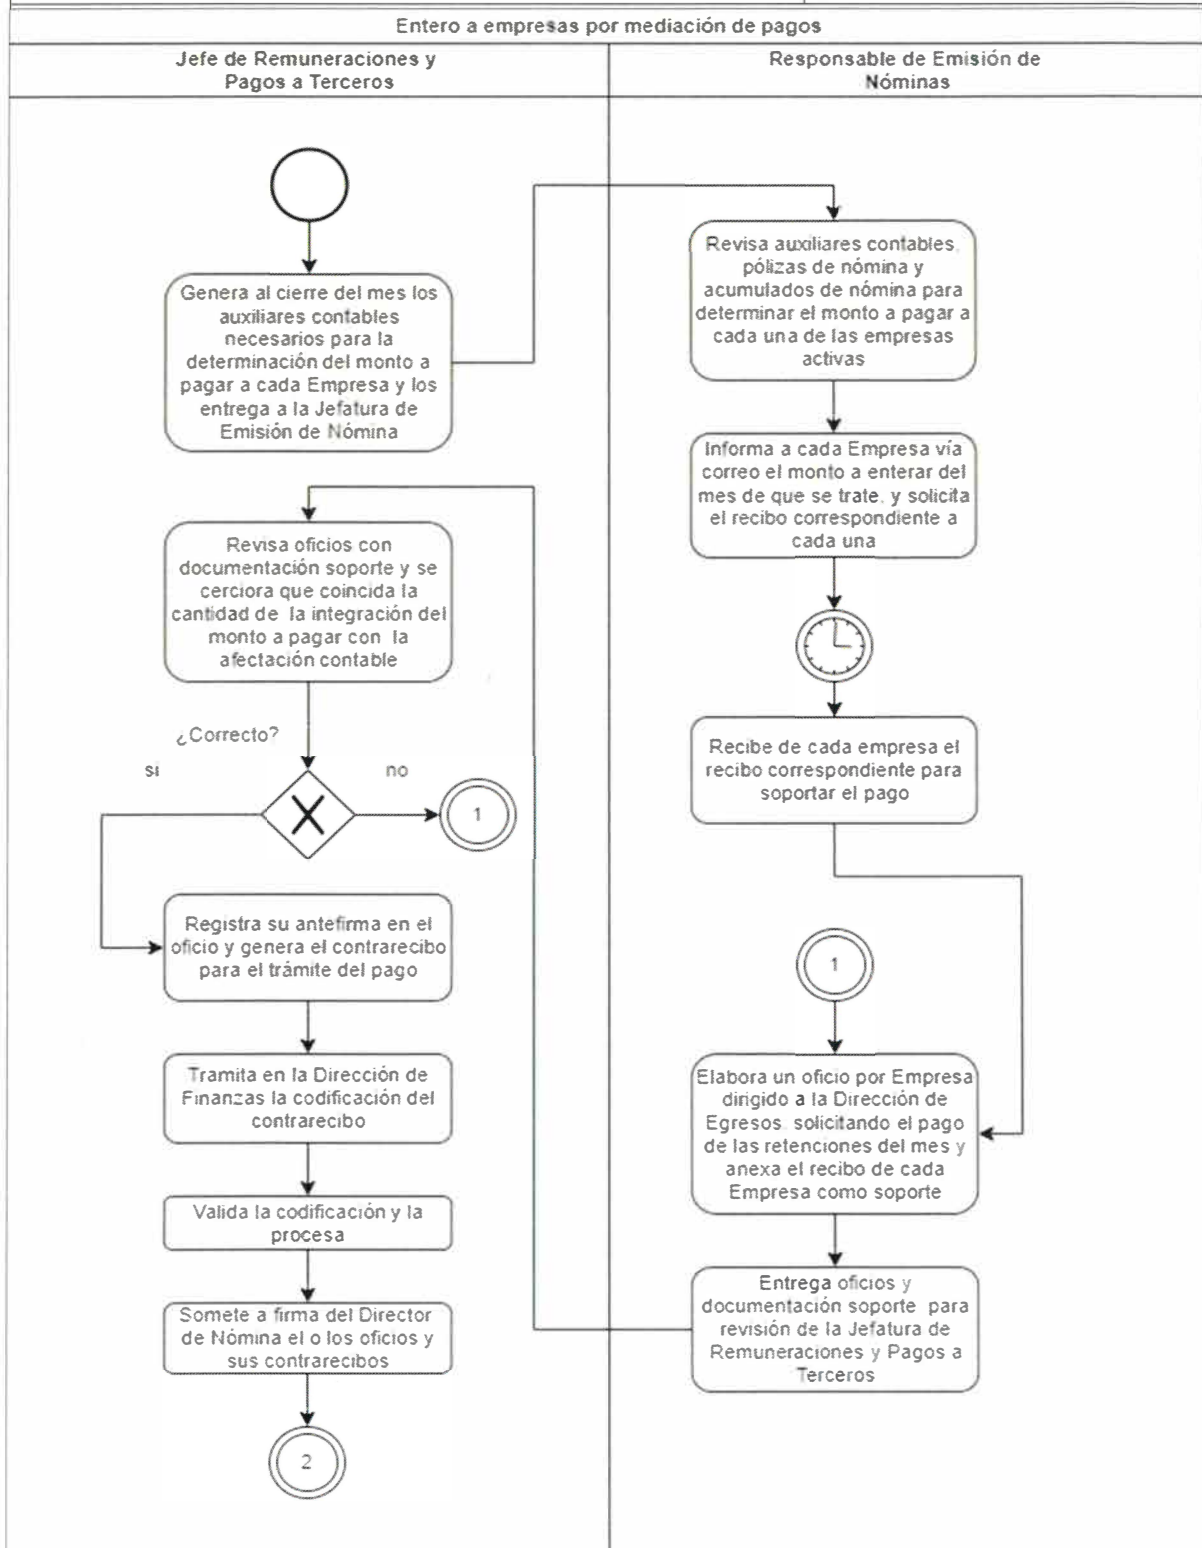 Entero a empresas por mediación de pagos
Jefe de Remuneraciones y
Pagos a Terceros
Responsable de Emisión de
Nóminas
Genera al cierre del mes los
auxiliares contables
necesarios para la
determinación del monto a
pagar a cada Empresa y los
entrega a la Jefatura de
Emisión de Nómina
Revisa auxiliares contables,
pólizas de nómina y
acumulados de nómina para
determinar el monto a pagar a
cada una de las empresas
activas
Informa a cada Empresa vía
correo el monto a enterar del
mes de que se trate, y solicita
el recibo correspondiente a
cada una
Recibe de cada empresa el
recibo correspondiente para
soportar el pago
1
Elabora un oficio por Empresa
dirigido a la Dirección de
Egresos, solicitando el pago
de las retenciones del mes y
anexa el recibo de cada
Empresa como soporte
Entrega oficios y
documentación soporte para
revisión de la Jefatura de
Remuneraciones y Pagos a
Terceros
Revisa oficios con
documentación soporte y se
cerciora que coincida la
cantidad de la integración del
monto a pagar con la
afectación contable
¿Correcto?
si
no
1
Registra su antefirma en el
oficio y genera el contrarecibo
para el trámite del pago
Tramita en la Dirección de
Finanzas la codificación del
contrarecibo
Valida la codificación y la
procesa
Somete a firma del Director
de Nómina el o los oficios y
sus contrarecibos
2